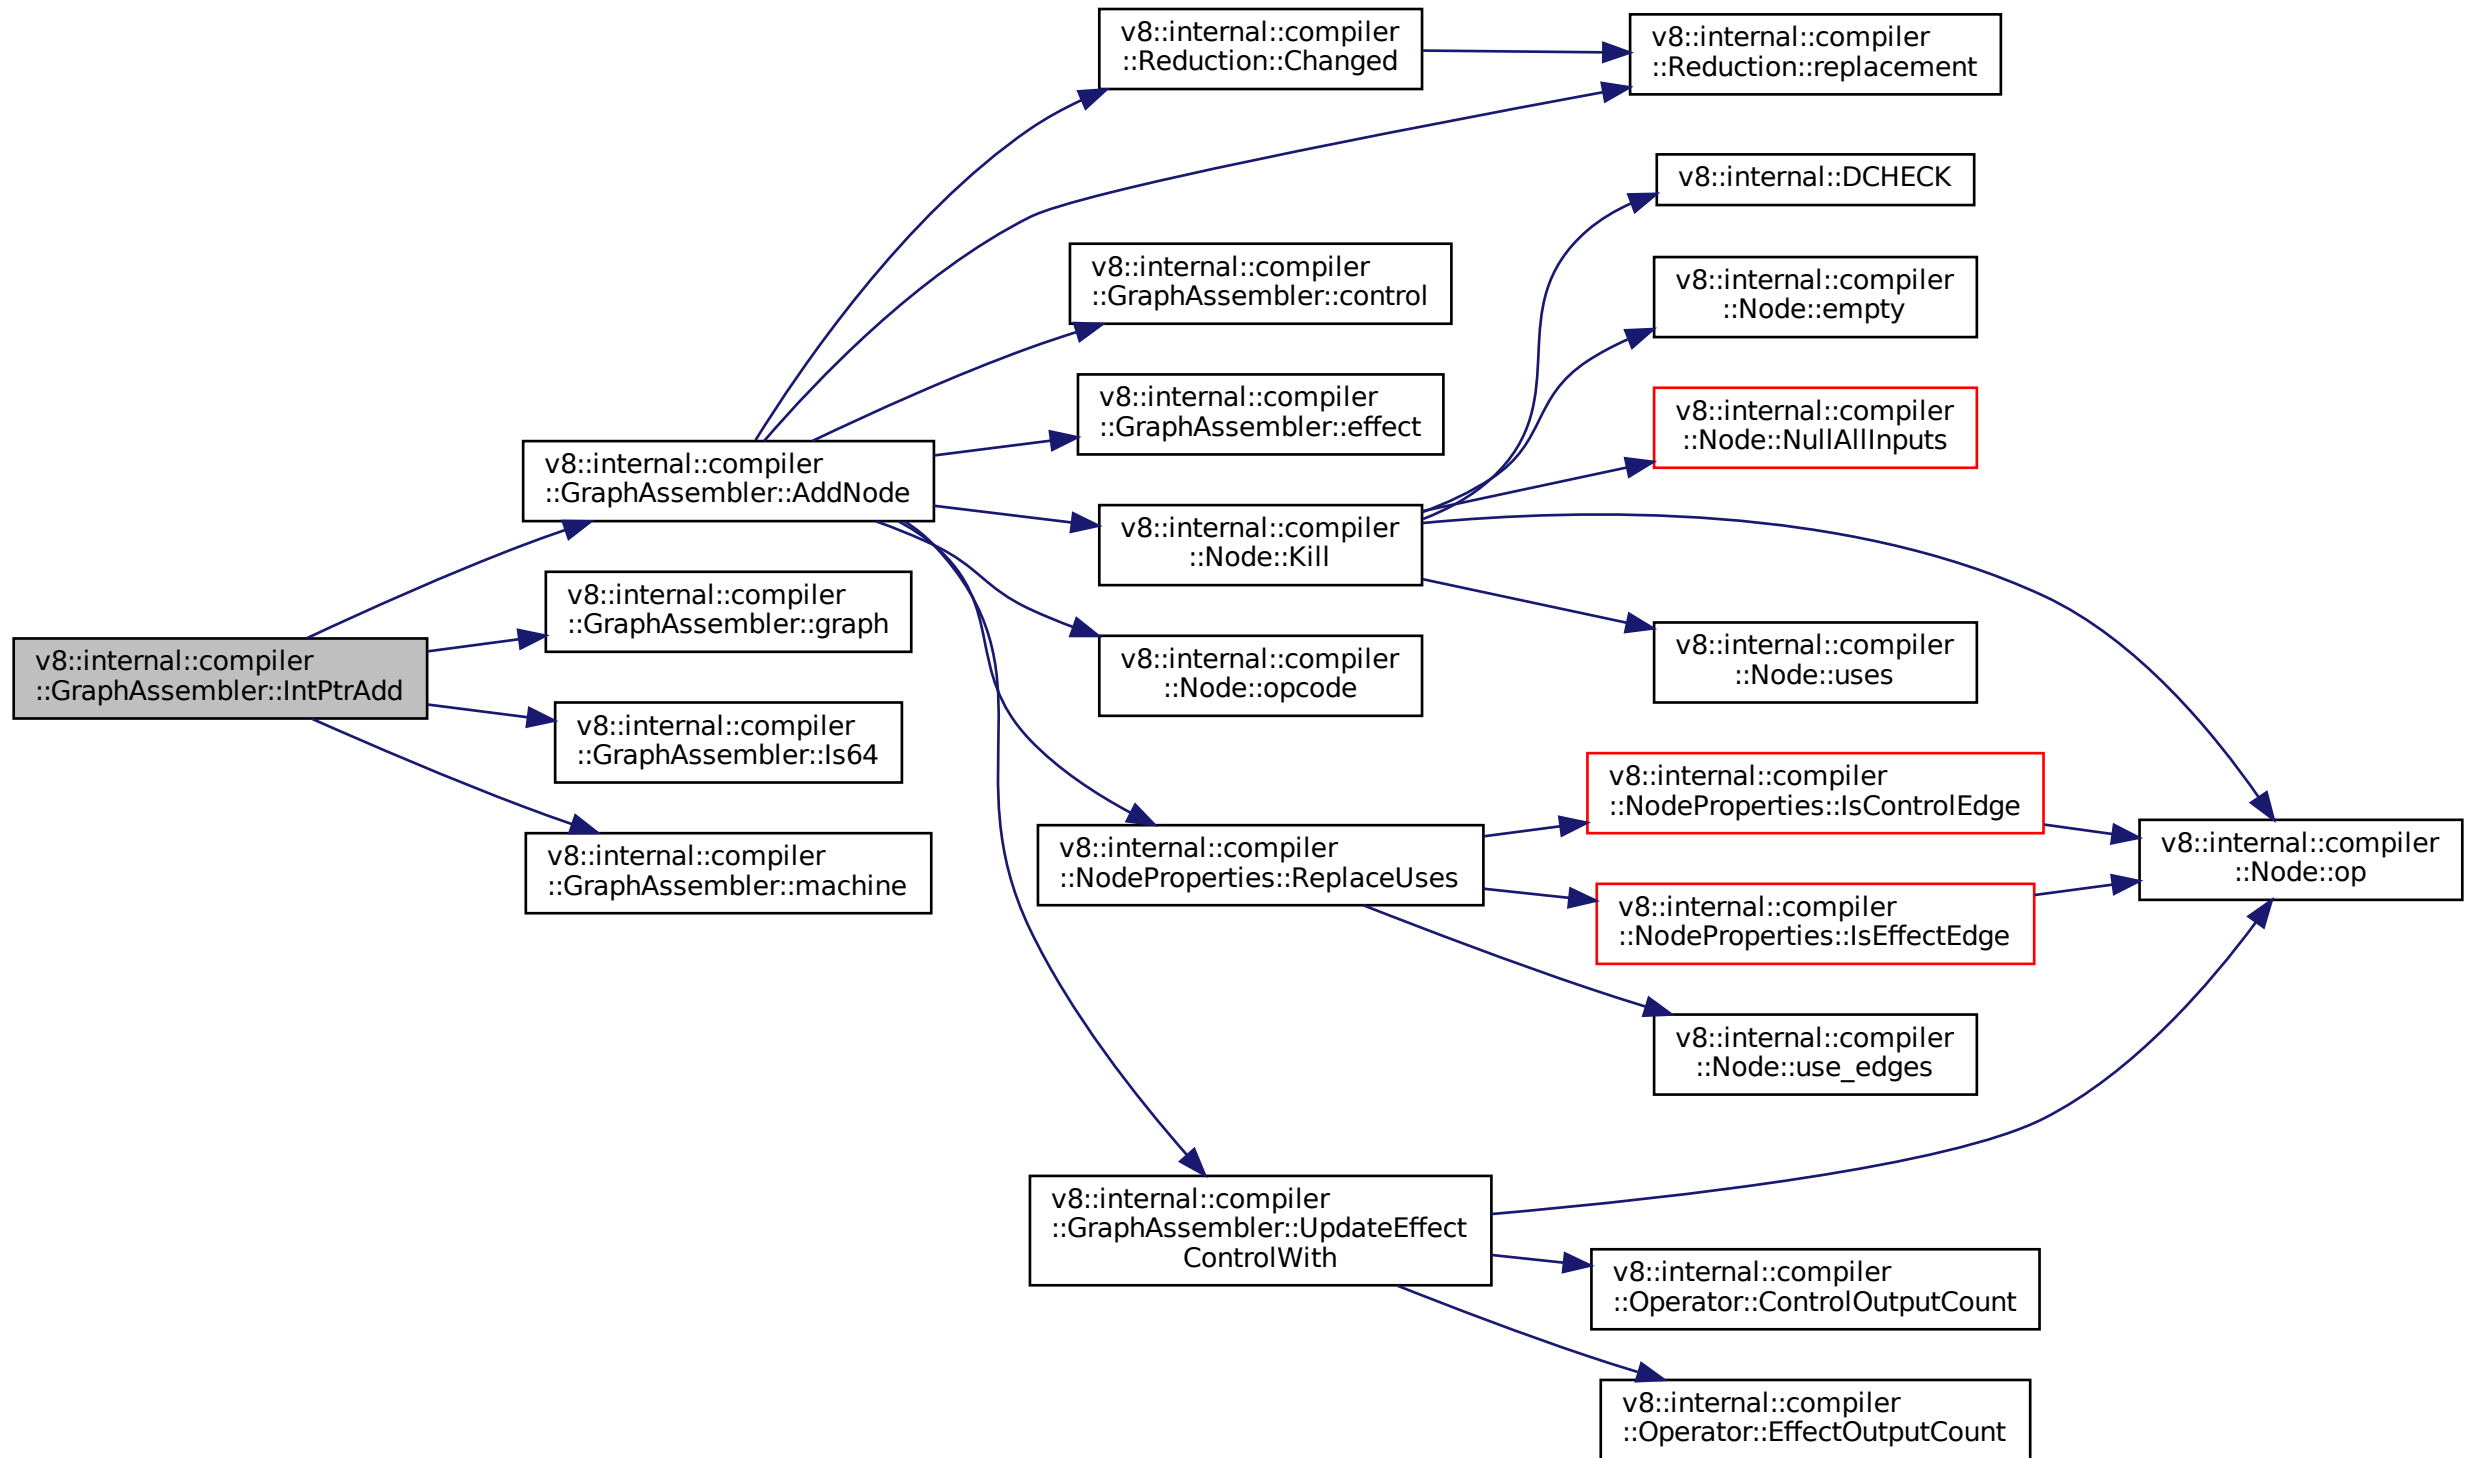 v8::internal::compiler
::GraphAssembler::IntPtrAdd
v8::internal::compiler
::GraphAssembler::AddNode
v8::internal::compiler
::GraphAssembler::graph
v8::internal::compiler
::GraphAssembler::Is64
v8::internal::compiler
::GraphAssembler::machine
v8::internal::compiler
::Reduction::Changed
v8::internal::compiler
::GraphAssembler::control
v8::internal::compiler
::GraphAssembler::effect
v8::internal::compiler
::Node::Kill
v8::internal::compiler
::Node::opcode
v8::internal::compiler
::NodeProperties::ReplaceUses
v8::internal::compiler
::GraphAssembler::UpdateEffect
ControlWith
v8::internal::compiler
::Reduction::replacement
v8::internal::DCHECK
v8::internal::compiler
::Node::empty
v8::internal::compiler
::Node::NullAllInputs
v8::internal::compiler
::Node::uses
v8::internal::compiler
::NodeProperties::IsControlEdge
v8::internal::compiler
::NodeProperties::IsEffectEdge
v8::internal::compiler
::Node::use_edges
v8::internal::compiler
::Operator::ControlOutputCount
v8::internal::compiler
::Operator::EffectOutputCount
v8::internal::compiler
::Node::op